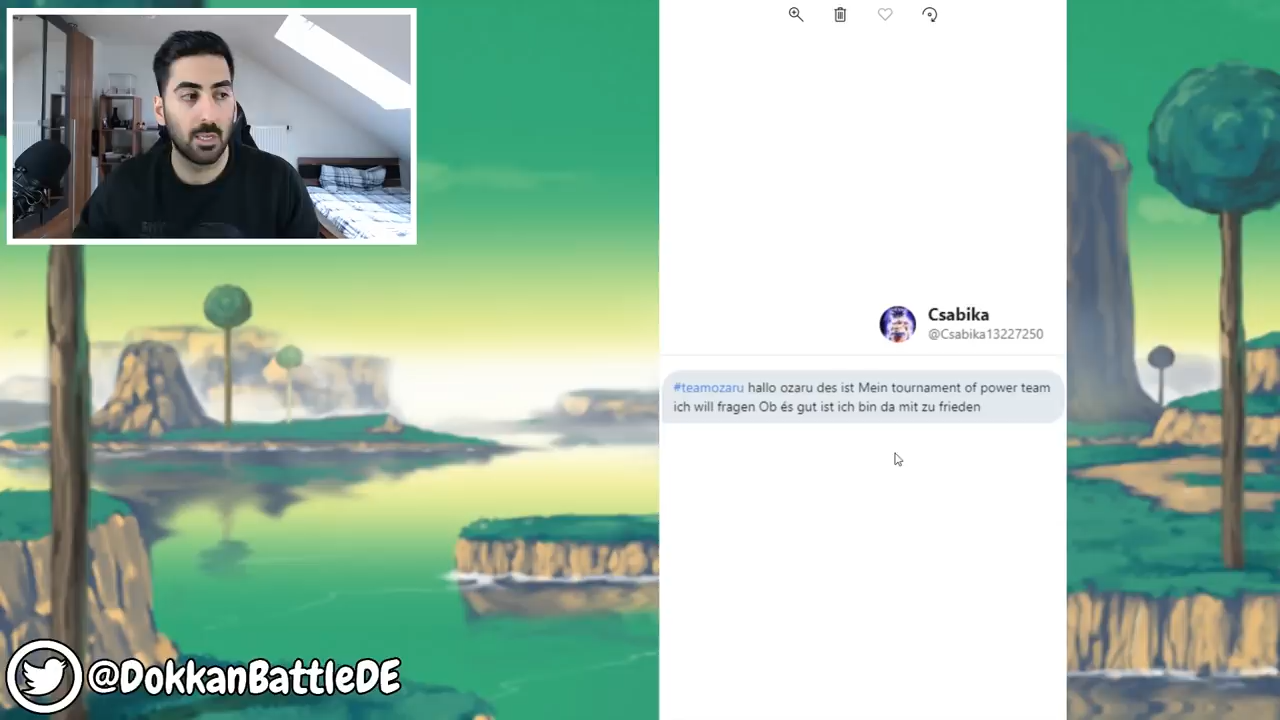 Csabika
@Csabika13227250
#teamozaru hallo ozaru des ist Mein tournament of power team
ich will fragen Ob és gut ist ich bin da mit zu frieden
@DokkanBattleDE